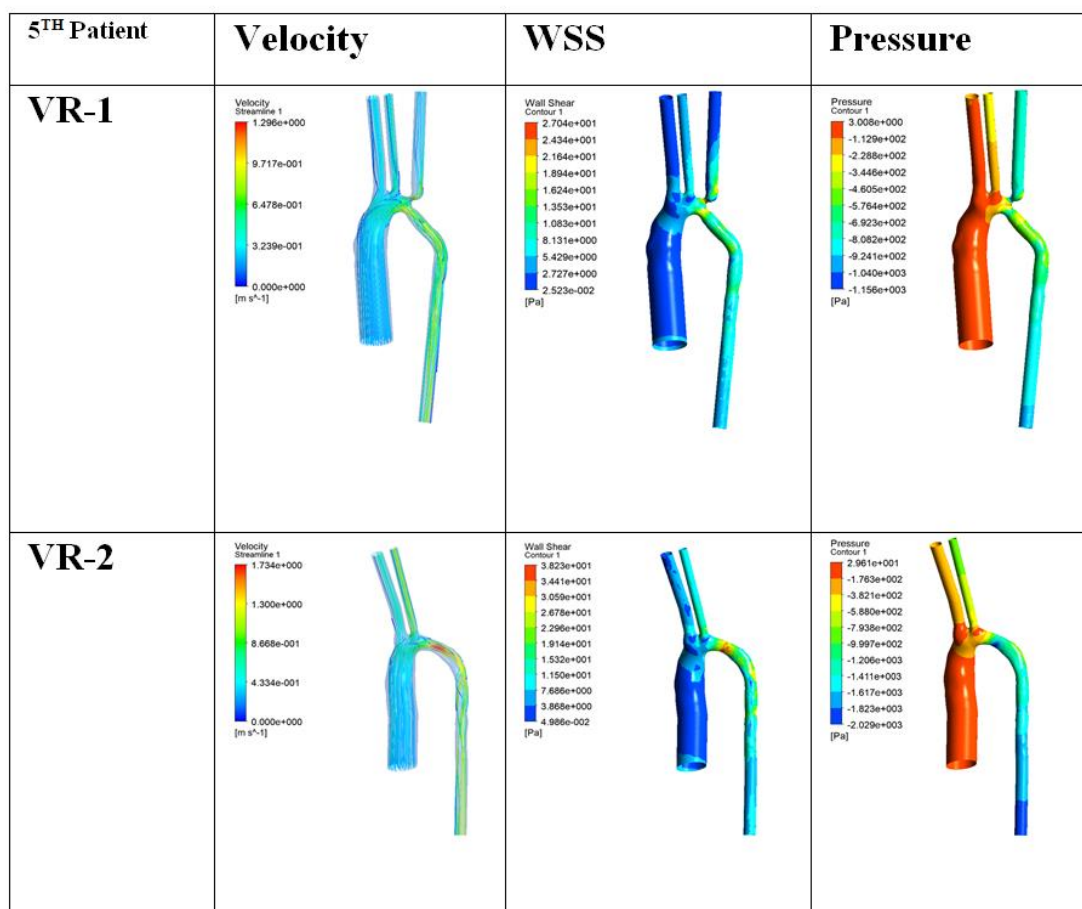 5TH Patient
Velocity
WSS
Pressure
VR-1
Velocity
Streamline 1
1.296e+000
9.717e-001
6.478e-001
3.239e-001
0.000e+000
[m s^-1]
Wall Shear
Contour 1
2.704e+001
2.434e+001
2.164e+001
1.894e+001
1.624e+001
1.353e+001
1.083e+001
8.131e+000
5.429e+000
2.727e+000
2.523e-002
[Pa]
Pressure
Contour 1
3.008e+000
-1.129e+002
-2.288e+002
-3.446e+002
-4.605e+002
-5.764e+002
-6.923e+002
-8.082e+002
-9.241e+002
-1.040e+003
-1.156e+003
[Pa]
VR-2
Velocity
Streamline 1
1.734e+000
1.300e+000
8.668e-001
4.334e-001
0.000e+000
[m s^-1]
Wall Shear
Contour 1
3.823e+001
3.441e+001
3.059e+001
2.678e+001
2.296e+001
1.914e+001
1.532e+001
1.150e+001
7.686e+000
3.868e+000
4.986e-002
[Pa]
Pressure
Contour 1
2.961e+001
-1.763e+002
-3.821e+002
-5.880e+002
-7.938e+002
-9.997e+002
-1.206e+003
-1.411e+003
-1.617e+003
-1.823e+003
-2.029e+003
[Pa]